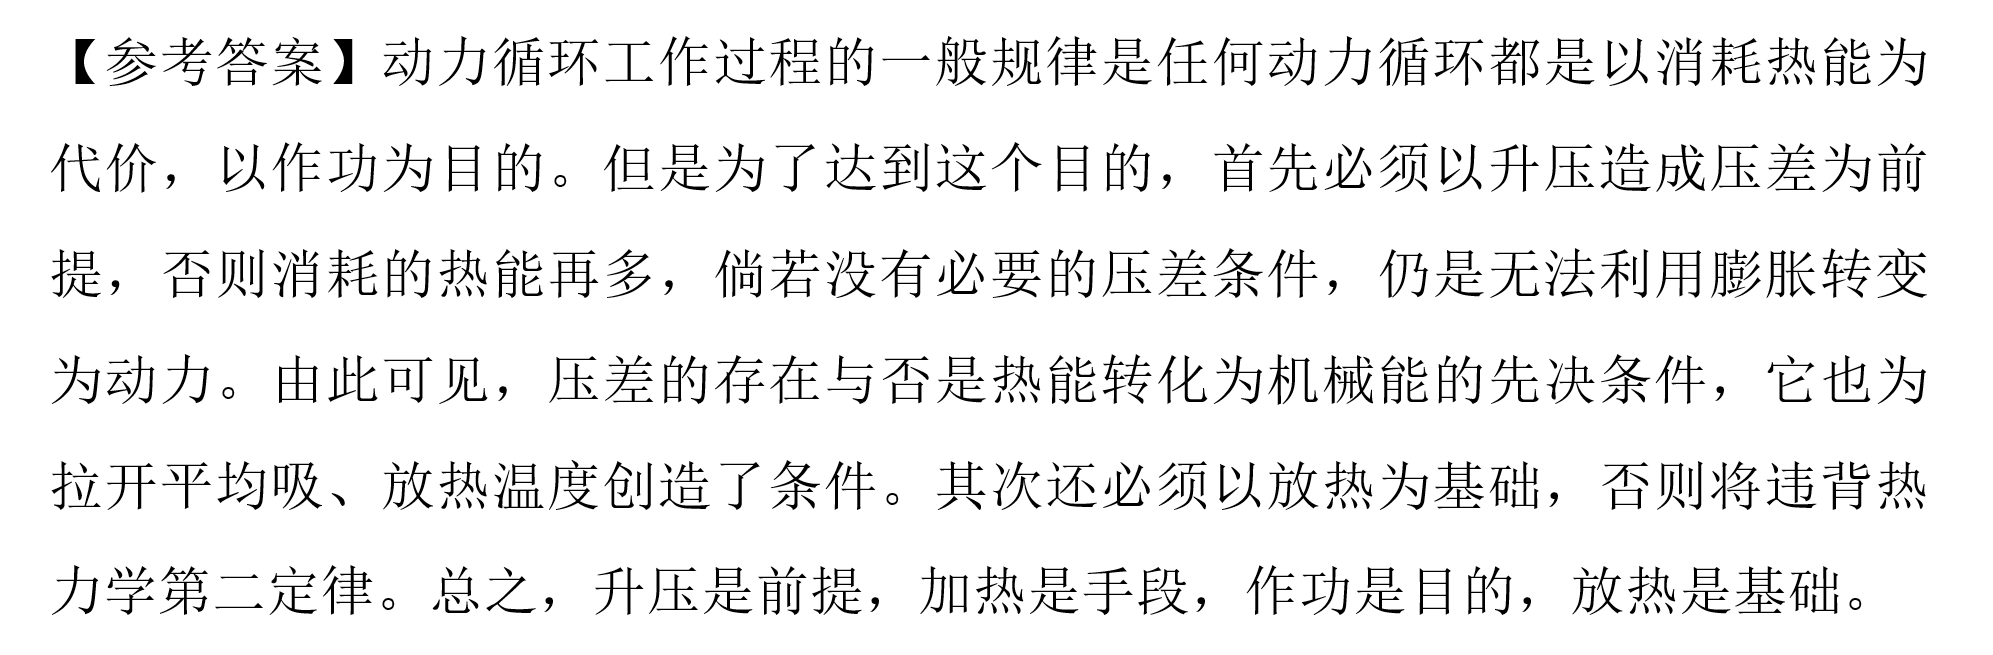 【参考答案】动力循环工作过程的一般规律是任何动力循环都是以消耗热能为
代价，以作功为目的。但是为了达到这个目的，首先必须以升压造成压差为前
提，否则消耗的热能再多，倘若没有必要的压差条件，仍是无法利用膨胀转变
为动力。由此可见，压差的存在与否是热能转化为机械能的先决条件，它也为
拉开平均吸、放热温度创造了条件。其次还必须以放热为基础，否则将违背热
力学第二定律。总之，升压是前提，加热是手段，作功是目的，放热是基础。